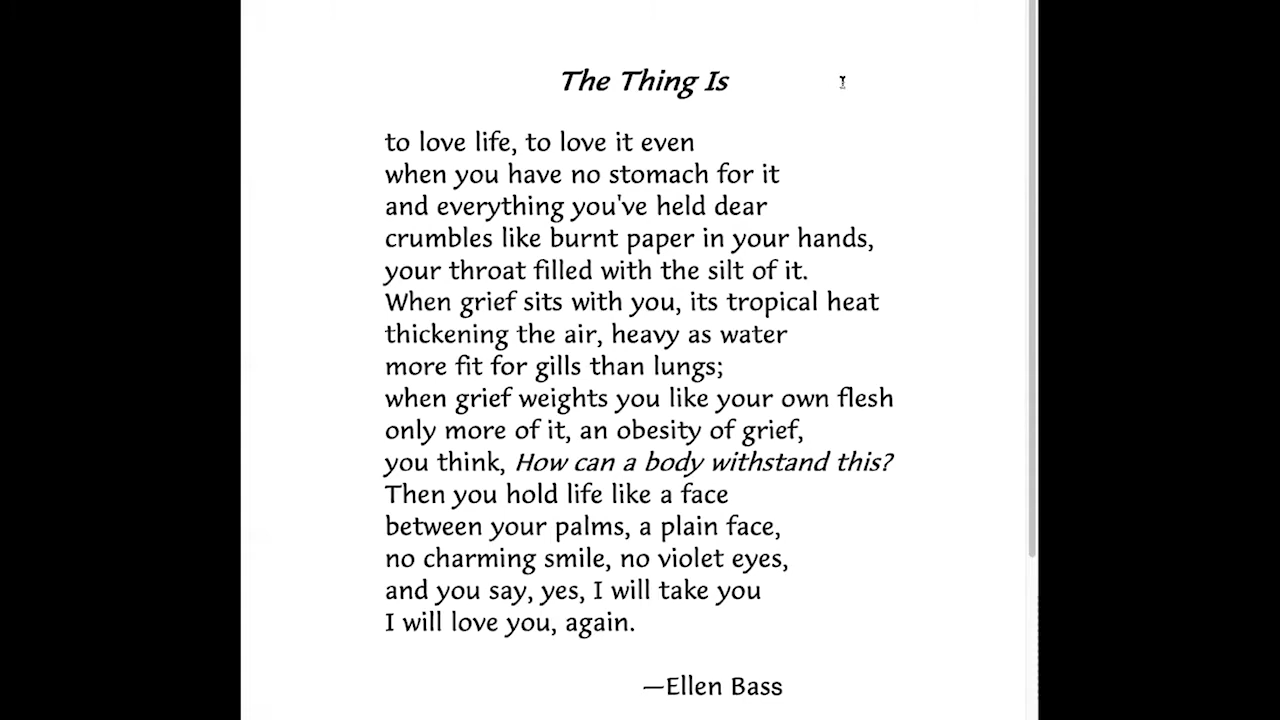 The Thing Is
to love life, to love it even
when you have no stomach for it
and everything you've held dear
crumbles like burnt paper in your hands,
your throat filled with the silt of it.
When grief sits with you, its tropical heat
thickening the air, heavy as water
more fit for gills than lungs;
when grief weights you like your own flesh
only more of it, an obesity of grief,
you think, How can a body withstand this?
Then you hold life like a face
between your palms, a plain face,
no charming smile, no violet eyes,
and you say, yes, I will take you
I will love you, again.
—Ellen Bass